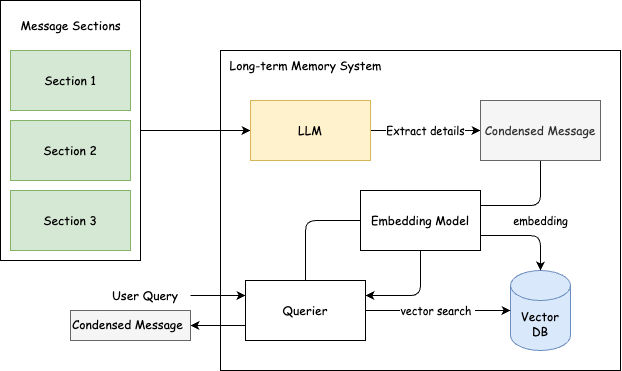 Message Sections
Section 1
Section 2
Section 3
Long-term Memory System
LLM
Extract details
Condensed Message
Embedding Model
embedding
User Query
Condensed Message
Querier
vector search
Vector
DB